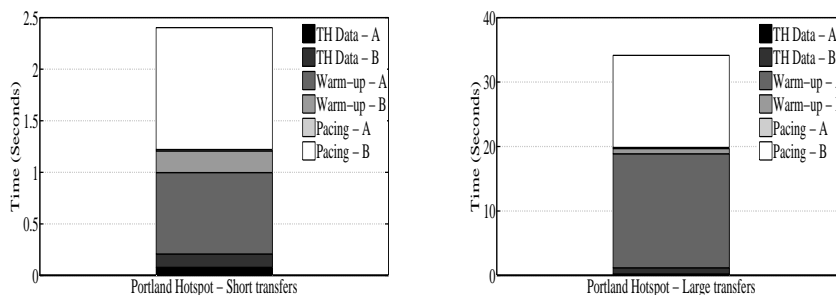 Time (Seconds)
2.5
2
1.5
1
0.5
0
TH Data – A
TH Data – B
Warm–up – A
Warm–up – B
Pacing – A
Pacing – B
Portland Hotspot – Short transfers
Time (Seconds)
40
30
20
10
0
TH Data – A
TH Data – B
Warm–up – A
Warm–up –
Pacing – A
Pacing – B
Portland Hotspot – Large transfers